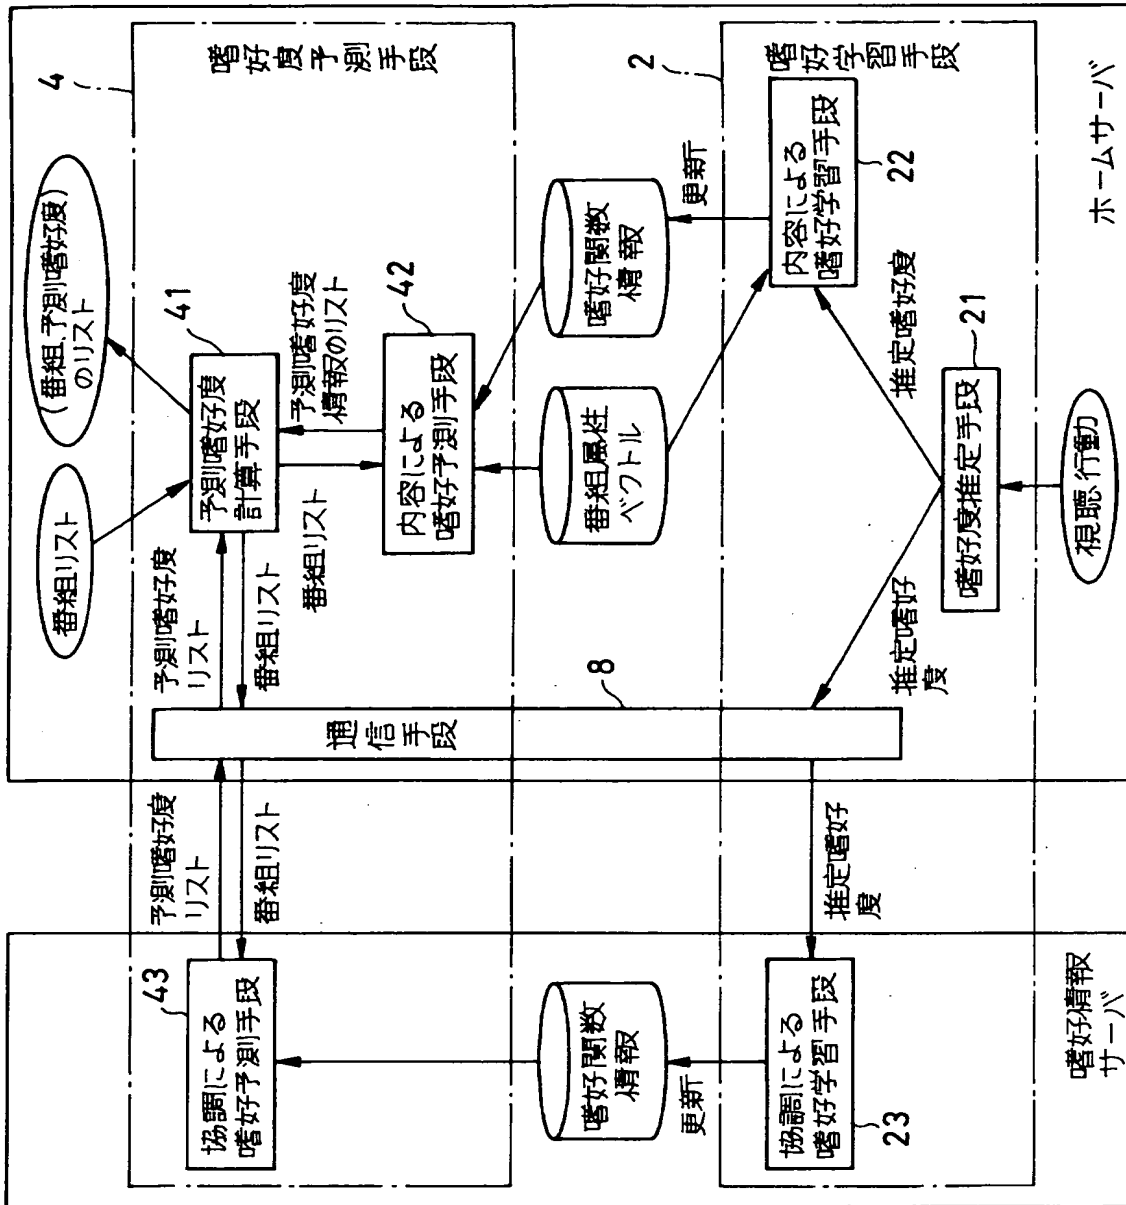 嗜好情報
サーバ
ホームサーバ
4
嗜好度予測手段
番組リスト
(番組、予測嗜好度)
のリスト
41
予測嗜好度
計算手段
予測嗜好度
リスト
番組リスト
予測嗜好度
リスト
番組リスト
43
協調による
嗜好予測手段
番組リスト
予測嗜好度
情報のリスト
42
内容による
嗜好予測手段
通信手段
8
嗜好関数
情報
更新
番組属性
ベクトル
嗜好関数
情報
更新
2
嗜好学習手段
協調による
嗜好学習手段
23
推定嗜好
度
推定嗜好
度
推定嗜好度
内容による
嗜好学習手段
22
嗜好度推定手段
21
視聴行動